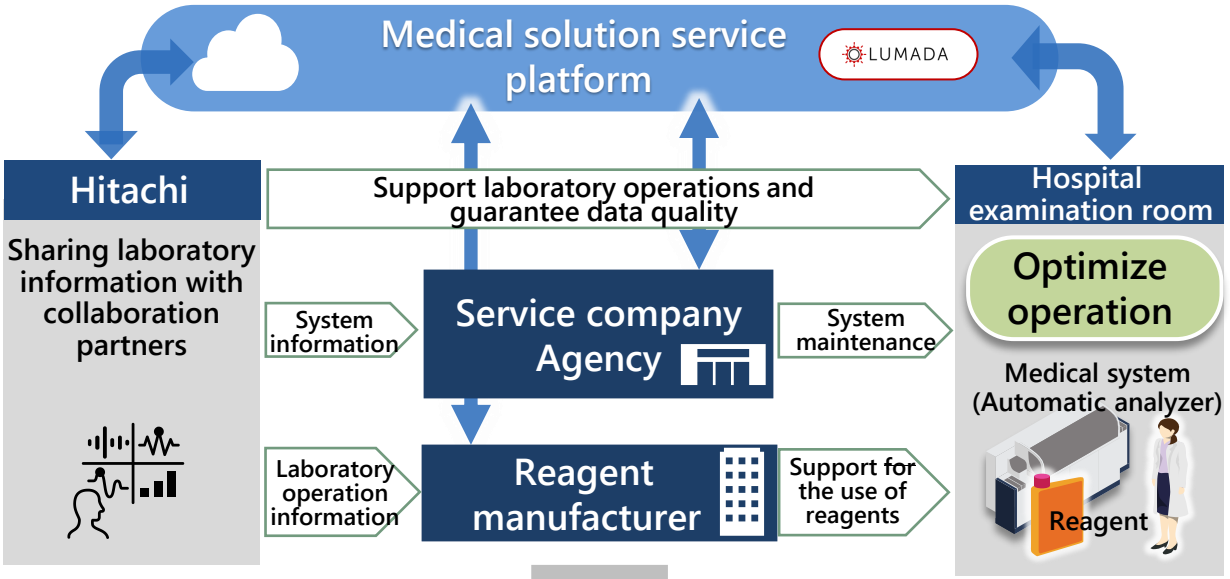 Medical solution service
platform
LUMADA
Hitachi
Sharing laboratory
information with
collaboration
partners
Support laboratory operations and
guarantee data quality
Hospital
examination room
Optimize
operation
System
information
Service company
Agency
System
maintenance
Medical system
(Automatic analyzer)
Laboratory
operation
information
Reagent
manufacturer
Support for
the use of
reagents
Reagent